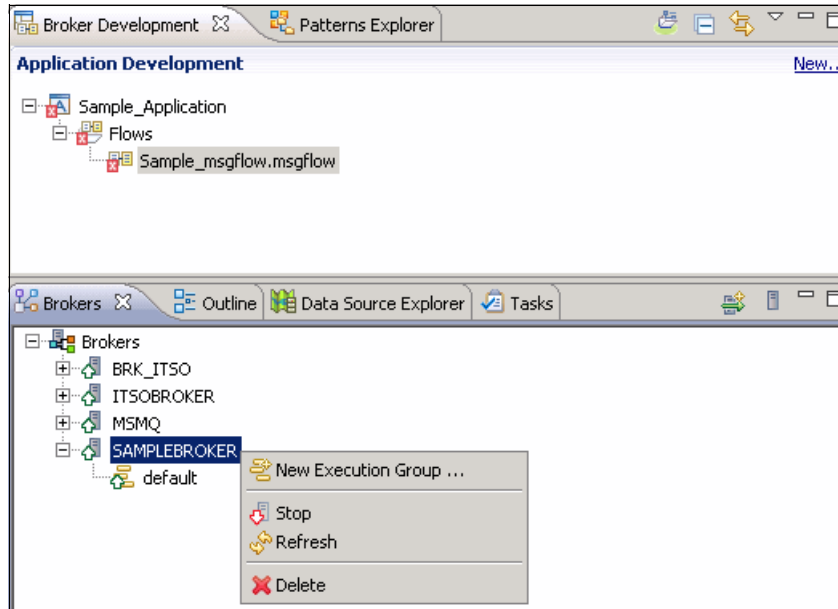 Broker Development Patterns Explorer
Application Development New..
Sample_Application
Flows
Sample_msgflow.msgflow
Brokers Outline Data Source Explorer Tasks
Brokers
BRK_ITSO
ITSOBROKER
MSMQ
SAMPLEBROKER
default
New Execution Group ...
Stop
Refresh
Delete